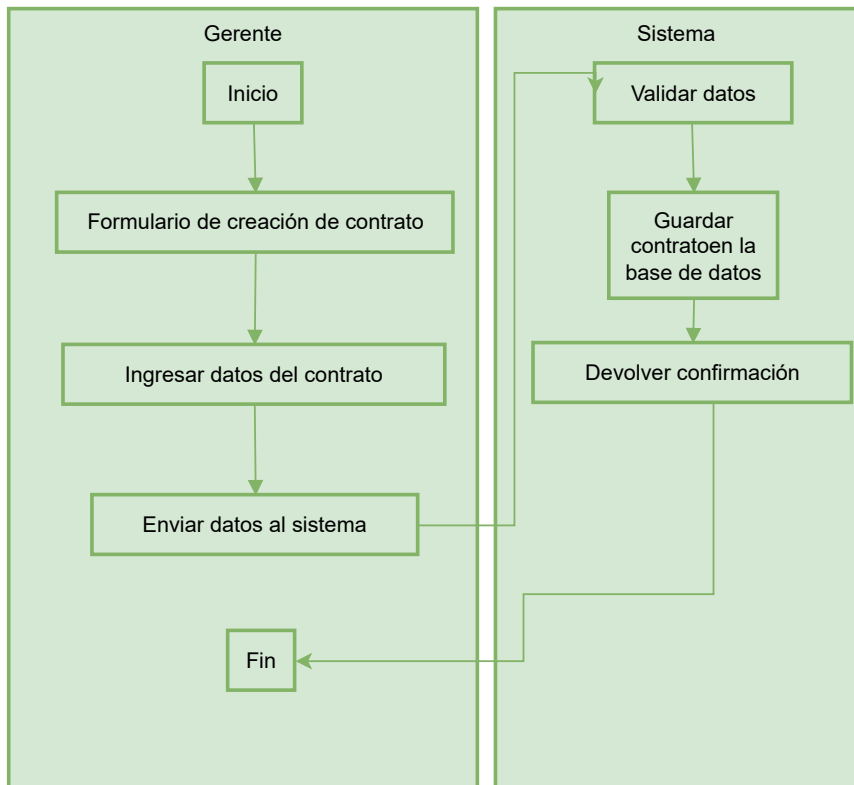 Gerente
Inicio
Formulario de creación de contrato
Ingresar datos del contrato
Enviar datos al sistema
Fin
Sistema
Validar datos
Guardar
contratoen la
base de datos
Devolver confirmación